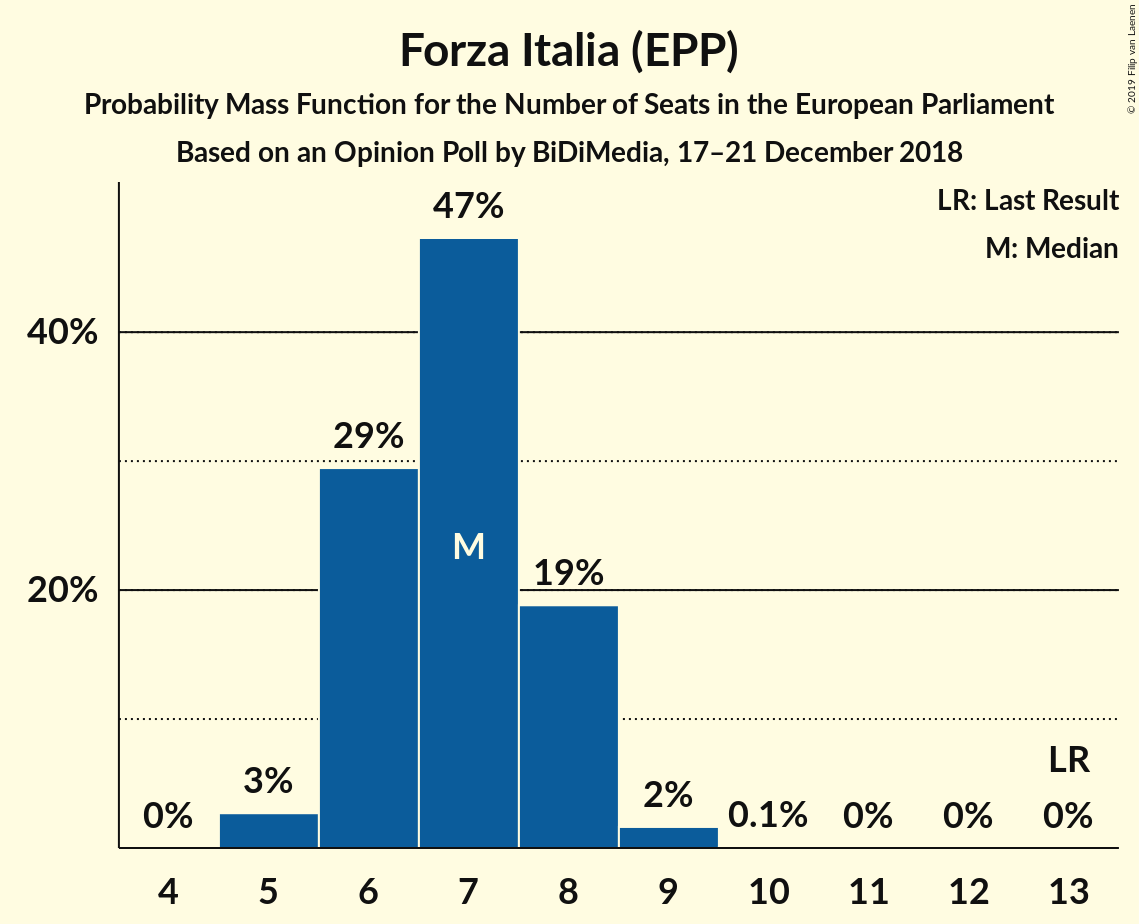 Forza Italia (EPP)
Probability Mass Function for the Number of Seats in the European Parliament
Based on an Opinion Poll by BiDiMedia, 17–21 December 2018
© 2019 Filip van Laenen
LR: Last Result
M: Median
47%
40%
29%
M
19%
20%
LR
3%
2%
0%
0.1%
0%
0%
0%
4 5 6 7 8 9 10 11 12 13